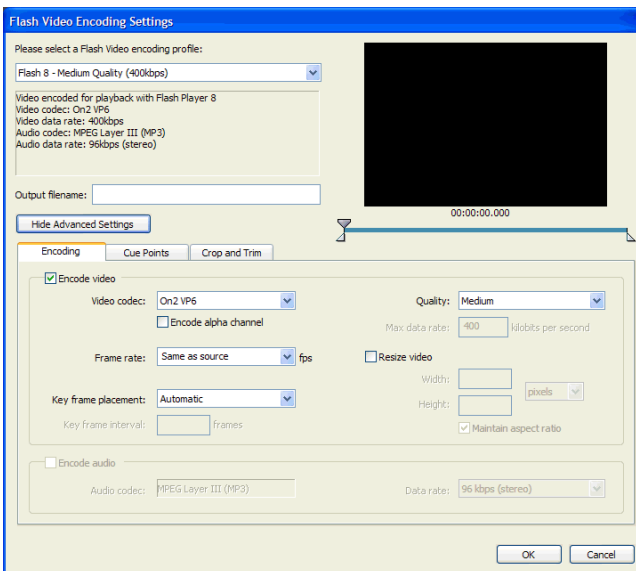 Flash Video Encoding Settings
Please select a Flash Video encoding profile:
Flash 8 - Medium Quality (400kbps)
Video encoded for playback with Flash Player 8
Video codec: On2 VP6
Video data rate: 400kbps
Audio codec: MPEG Layer III (MP3)
Audio data rate: 96kbps (stereo)
Output filename:
00:00:00.000
Hide Advanced Settings
Encoding Cue Points Crop and Trim
Encode video
Video codec: On2 VP6 Quality: Medium
Encode alpha channel Max data rate: 400 kilobits per second
Frame rate: Same as source fps Resize video
Width:
pixels
Key frame placement: Automatic Height:
Key frame interval: frames Maintain aspect ratio
Encode audio
Audio codec: MPEG Layer III (MP3) Data rate: 96 kbps (stereo)
OK Cancel